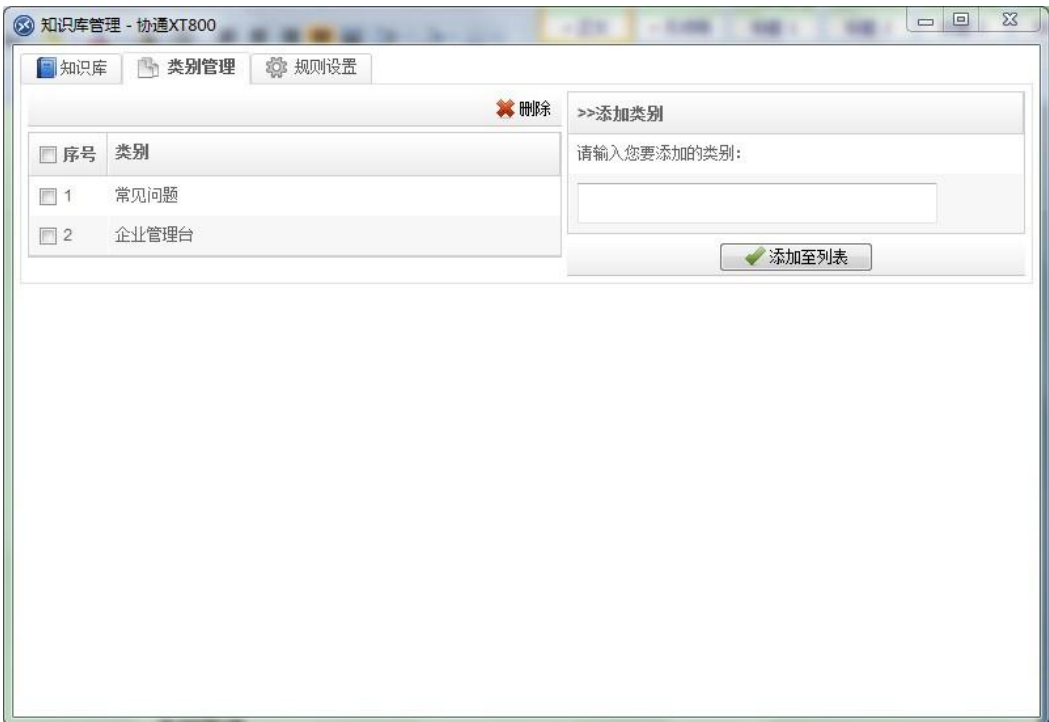 知识库管理 - 协通XT800
知识库
类别管理
规则设置
删除
序号 类别
1 常见问题
2 企业管理台
>>添加类别
请输入您要添加的类别:
添加至列表